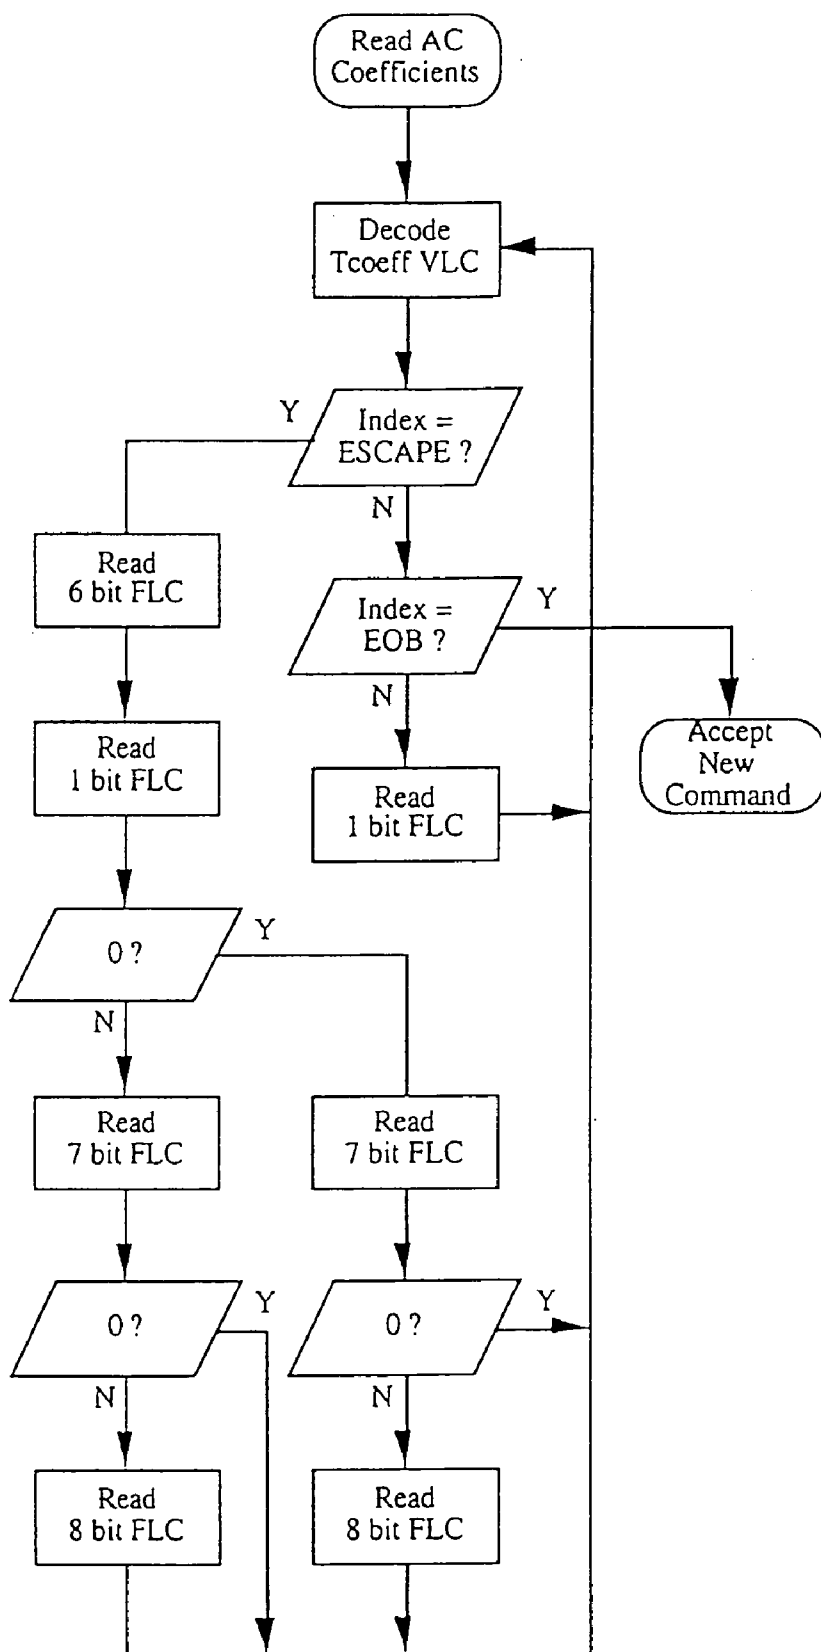 Read AC
Coefficients
Decode
Tcoeff VLC
Index =
ESCAPE ?
Y
N
Read
6 bit FLC
Index =
EOB ?
Y
N
Read
1 bit FLC
Read
1 bit FLC
Accept
New
Command
0 ?
Y
N
Read
7 bit FLC
Read
7 bit FLC
0 ?
Y
N
0 ?
Y
N
Read
8 bit FLC
Read
8 bit FLC